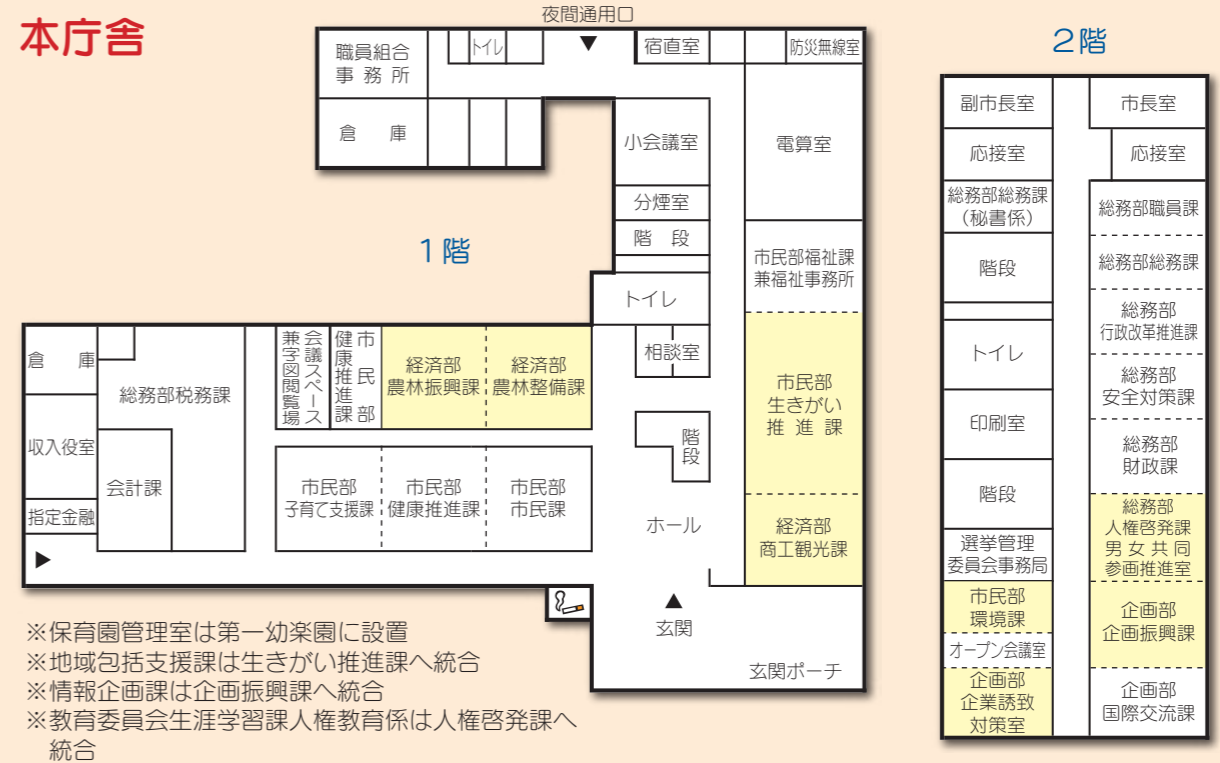 本庁舎
夜間通用口
職員組合
事務所
トイレ
宿直室
防災無線室
倉庫
小会議室
電算室
分煙室
階段
1階
市民部福祉課
兼福祉事務所
トイレ
相談室
市民部
生きがい
推進課
倉庫
総務部税務課
会議スペース
兼字図閲覧場
市民部
健康推進課
経済部
農林振興課
経済部
農林整備課
階段
収入役室
会計課
指定金融
市民部
子育て支援課
市民部
健康推進課
市民部
市民課
ホール
経済部
商工観光課
玄関
玄関ポーチ
※保育園管理室は第一幼楽園に設置
※地域包括支援課は生きがい推進課へ統合
※情報企画課は企画振興課へ統合
※教育委員会生涯学習課人権教育係は人権啓発課へ
統合
2階
副市長室
市長室
応接室
応接室
総務部総務課
(秘書係)
総務部職員課
階段
総務部総務課
総務部
行政改革推進課
トイレ
総務部
安全対策課
印刷室
総務部
財政課
階段
総務部
人権啓発課
男女共同
参画推進室
選挙管理
委員会事務局
市民部
環境課
企画部
企画振興課
オープン会議室
企画部
企業誘致
対策室
企画部
国際交流課